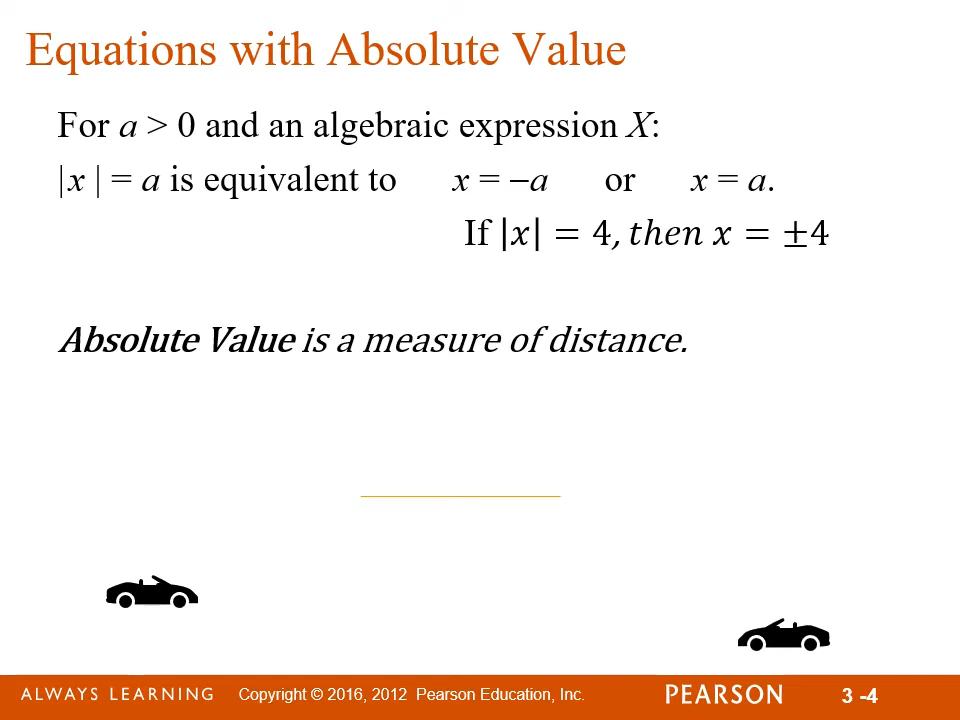 Equations with Absolute Value
For a > 0 and an algebraic expression X:
|x | = a is equivalent to x = −a or x = a.
If |x| = 4, then x = ±4
Absolute Value is a measure of distance.
ALWAYS LEARNING Copyright © 2016, 2012 Pearson Education, Inc. PEARSON 3 -4